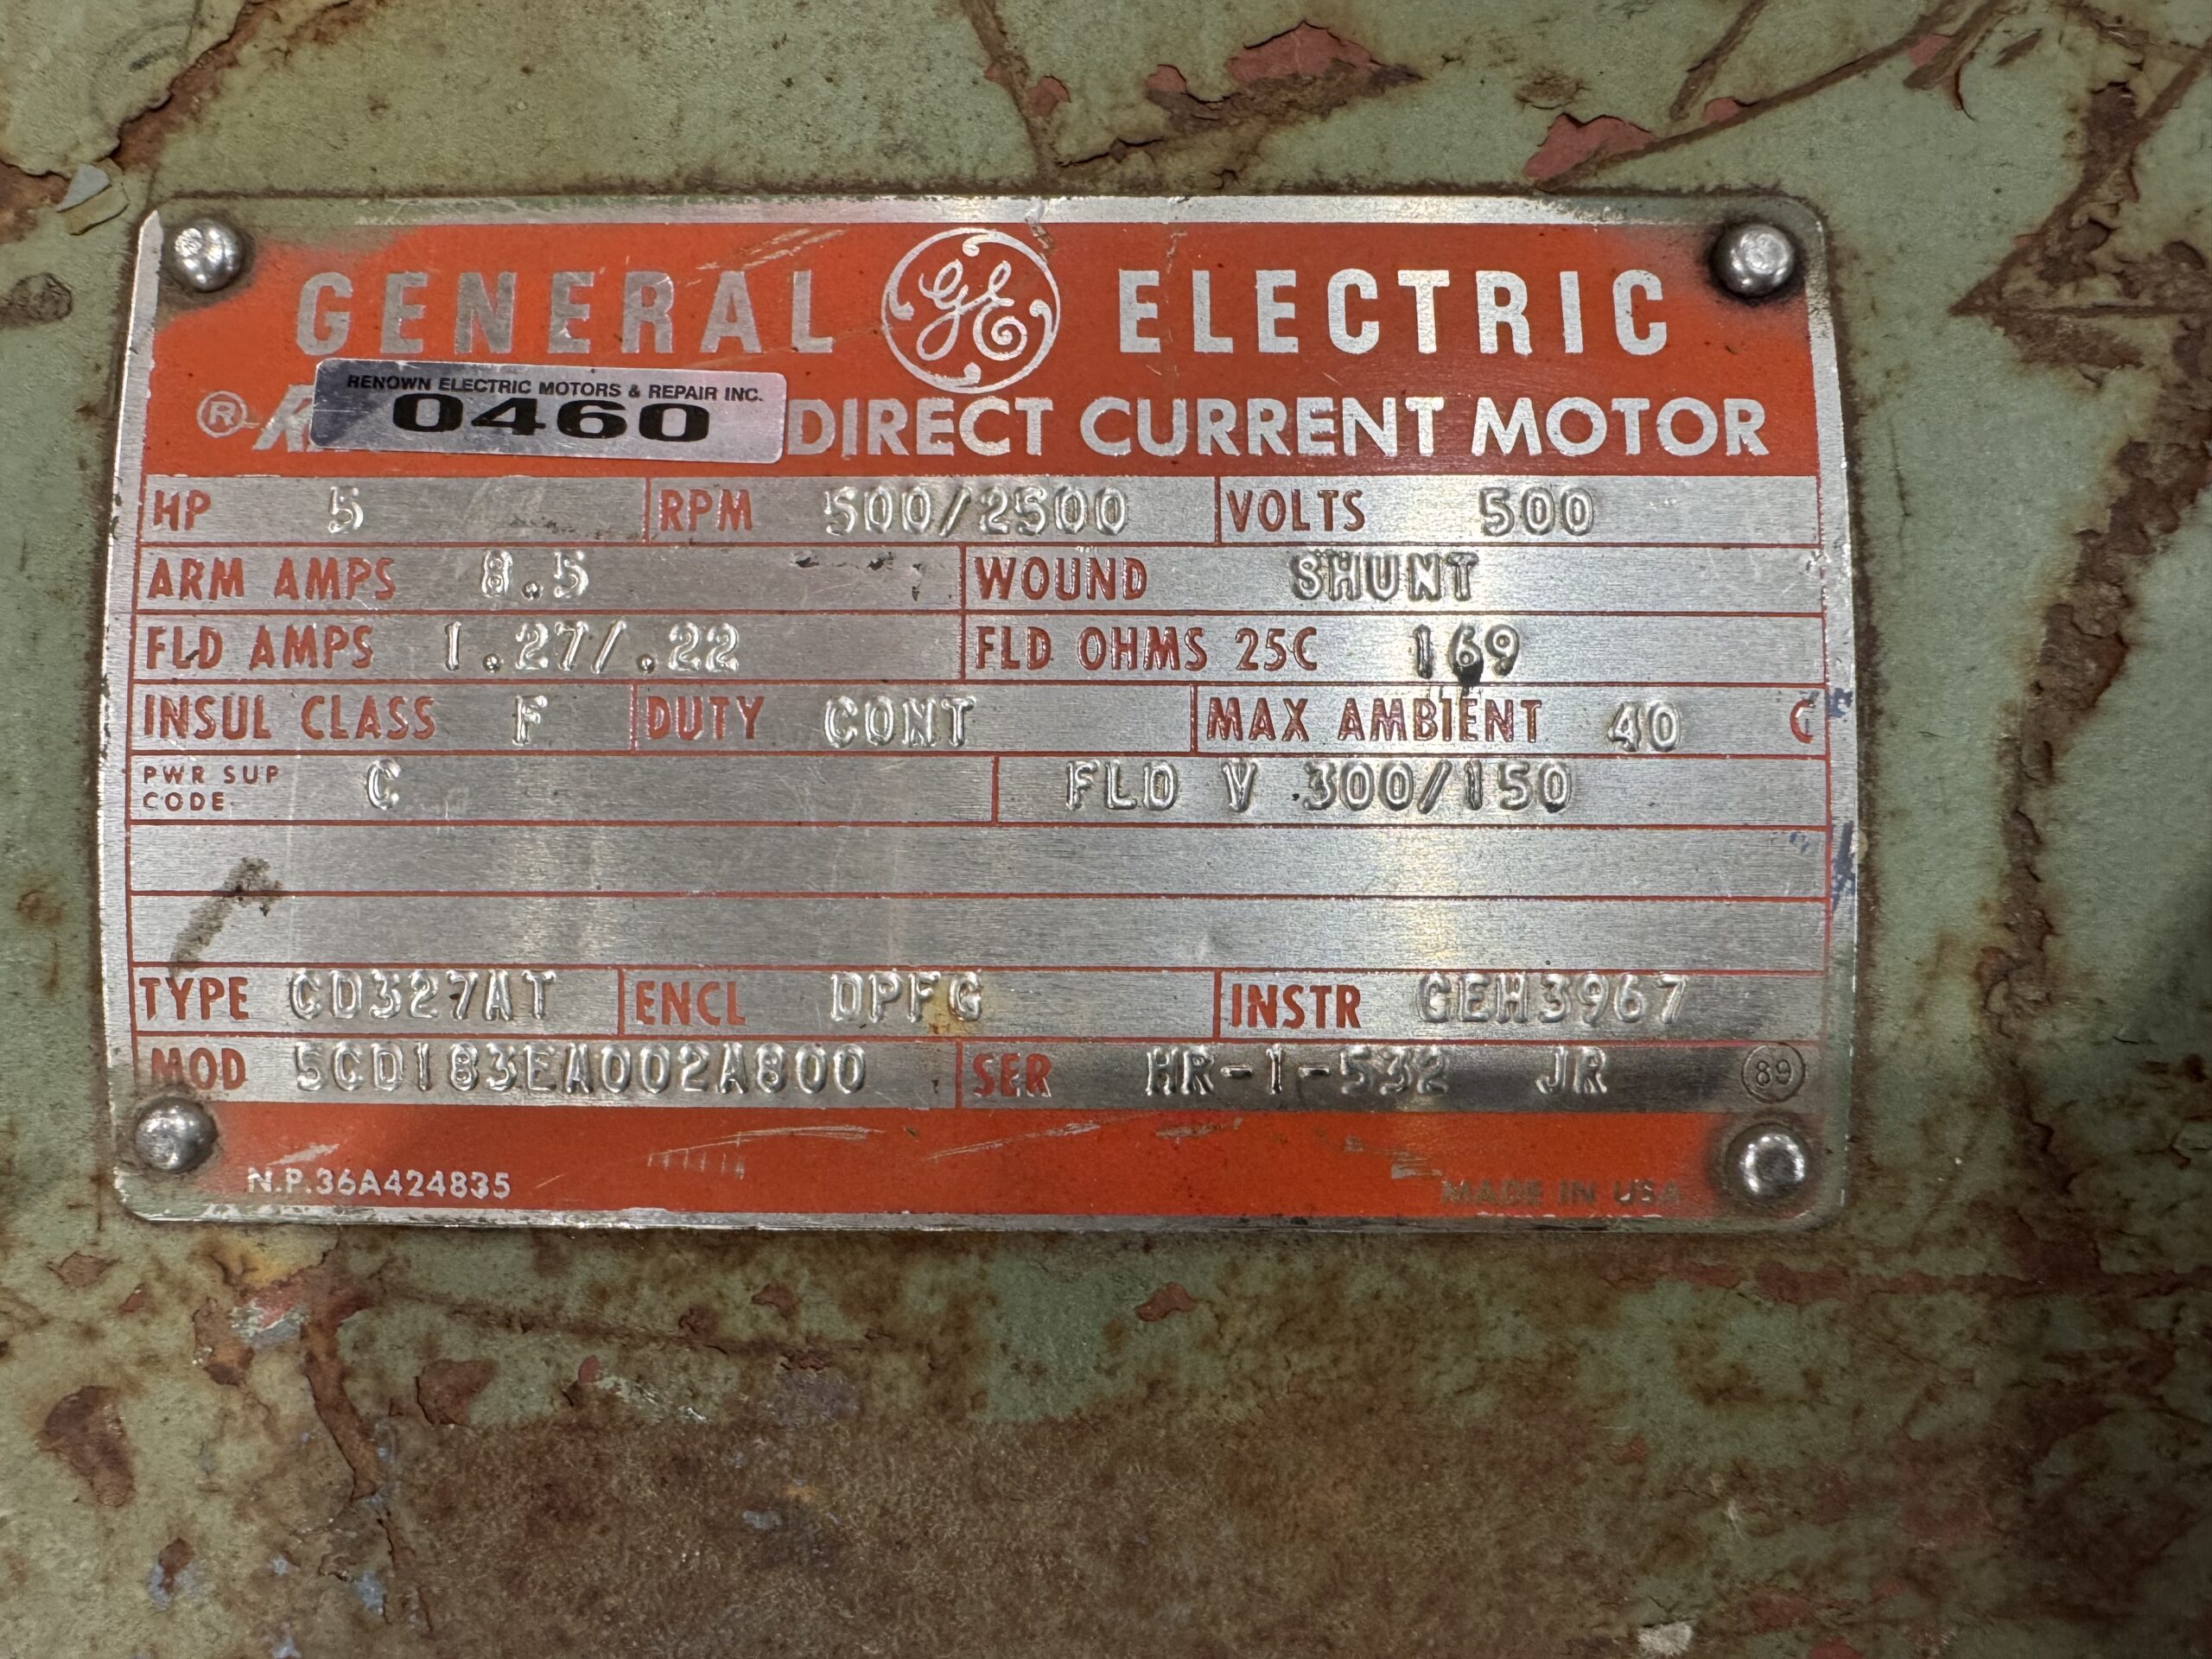 GENERAL GE ELECTRIC
RENOWN ELECTRIC MOTORS & REPAIR INC.
0460
® DIRECT CURRENT MOTOR
HP 5 RPM 500/2500 VOLTS 500
ARM AMPS 8.5 WOUND SHUNT
FLD AMPS 1.27/.22 FLD OHMS 25C 169
INSUL CLASS F DUTY CONT MAX AMBIENT 40 C
PWR SUP CODE C FLD V 300/150
TYPE CD327AT ENCL DPFG INSTR GEH3967
MOD 5CD183EA002A800 SER HR-1-532 JR 89
N.P.36A424835 MADE IN USA